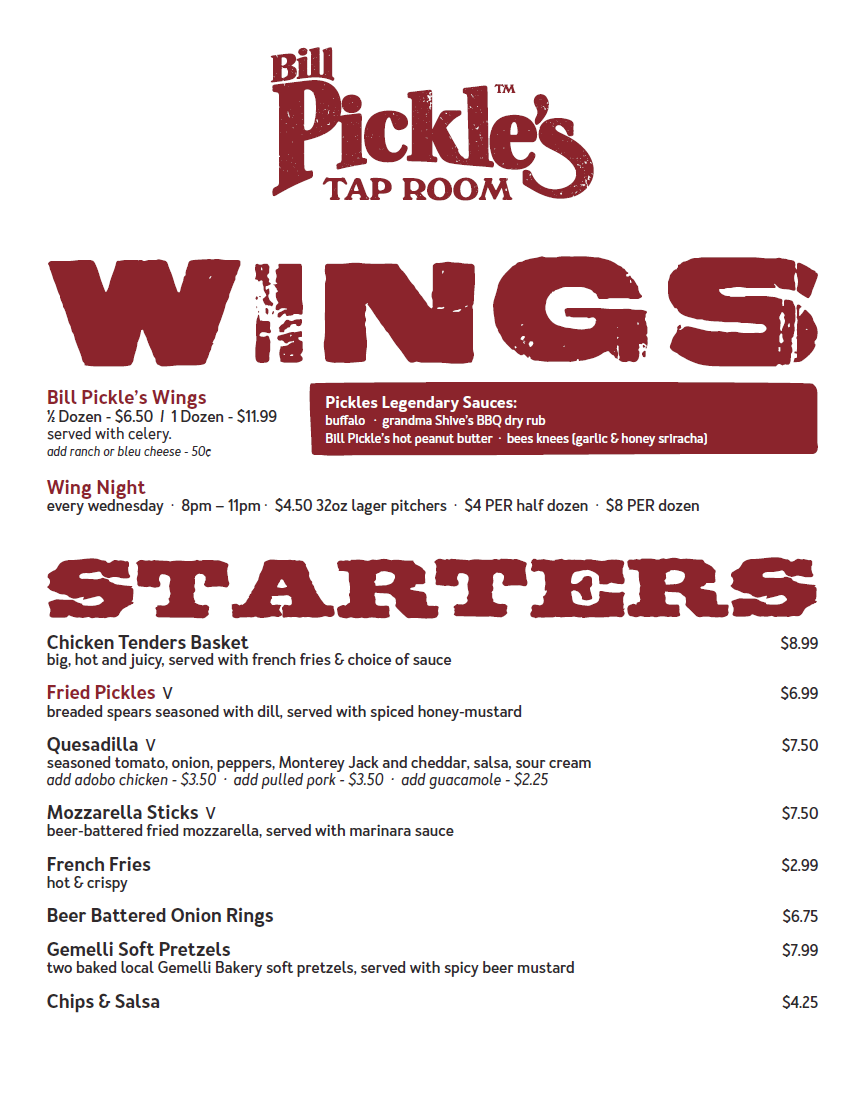 Bill
Pickle's™
TAP ROOM
WINGS
Bill Pickle's Wings
½ Dozen - $6.50 / 1 Dozen - $11.99
served with celery.
add ranch or bleu cheese - 50¢
Pickles Legendary Sauces:
buffalo · grandma Shive's BBQ dry rub
Bill Pickle's hot peanut butter · bees knees (garlic & honey sriracha)
Wing Night
every wednesday · 8pm – 11pm · $4.50 32oz lager pitchers · $4 PER half dozen · $8 PER dozen
STARTERS
Chicken Tenders Basket $8.99
big, hot and juicy, served with french fries & choice of sauce
Fried Pickles V $6.99
breaded spears seasoned with dill, served with spiced honey-mustard
Quesadilla V $7.50
seasoned tomato, onion, peppers, Monterey Jack and cheddar, salsa, sour cream
add adobo chicken - $3.50 · add pulled pork - $3.50 · add guacamole - $2.25
Mozzarella Sticks V $7.50
beer-battered fried mozzarella, served with marinara sauce
French Fries $2.99
hot & crispy
Beer Battered Onion Rings $6.75
Gemelli Soft Pretzels $7.99
two baked local Gemelli Bakery soft pretzels, served with spicy beer mustard
Chips & Salsa $4.25